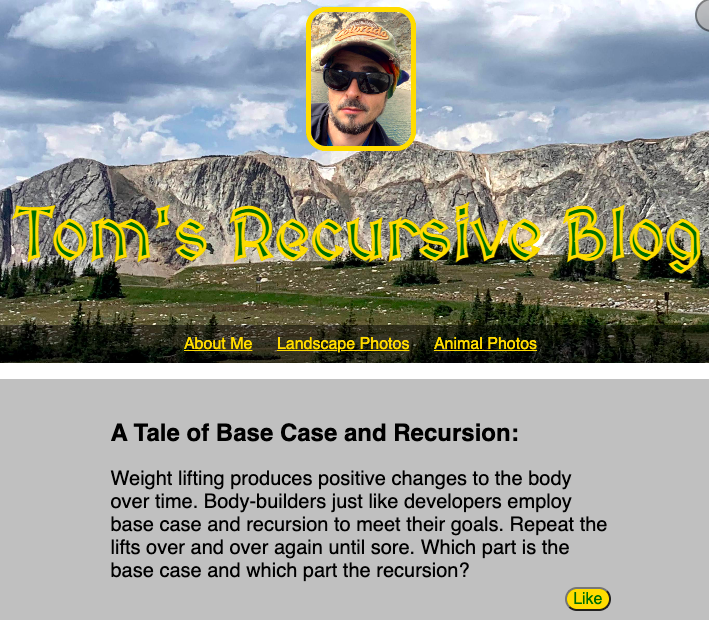 Colorado
Tom's Recursive Blog
About Me Landscape Photos Animal Photos
A Tale of Base Case and Recursion:
Weight lifting produces positive changes to the body
over time. Body-builders just like developers employ
base case and recursion to meet their goals. Repeat the
lifts over and over again until sore. Which part is the
base case and which part the recursion?
Like